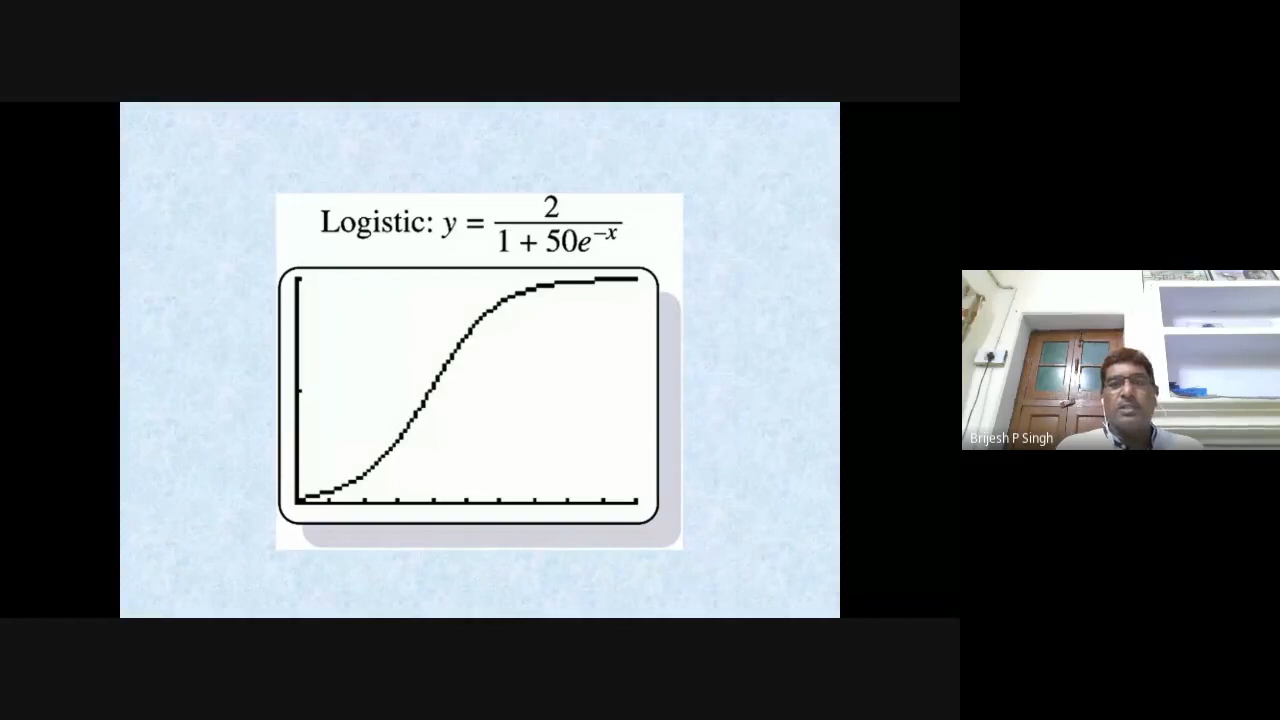 Logistic: y = 2 / (1 + 50e^−x)
Brijesh P Singh